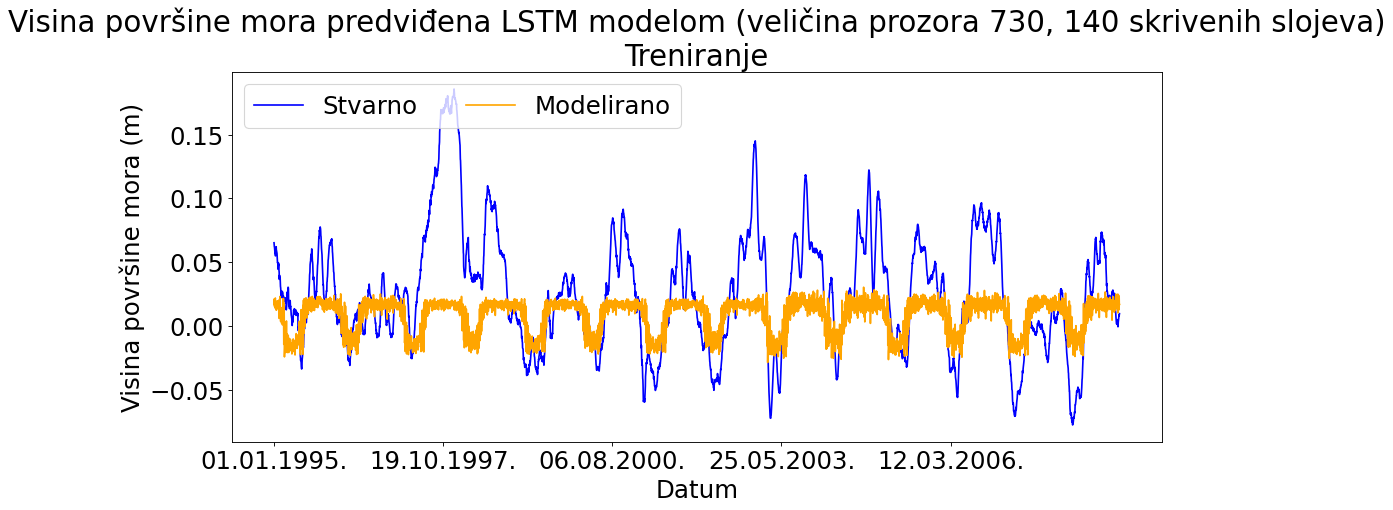 Visina površine mora predviđena LSTM modelom (veličina prozora 730, 140 skrivenih slojeva)
Treniranje
Stvarno Modelirano
Visina površine mora (m)
0.15
0.10
0.05
0.00
−0.05
01.01.1995. 19.10.1997. 06.08.2000. 25.05.2003. 12.03.2006.
Datum